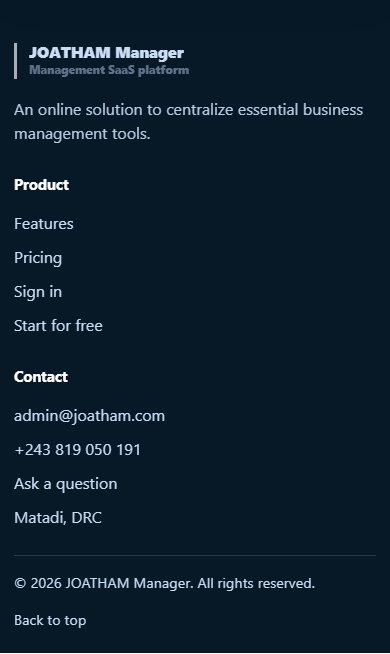 JOATHAM Manager
Management SaaS platform
An online solution to centralize essential business
management tools.
Product
Features
Pricing
Sign in
Start for free
Contact
admin@joatham.com
+243 819 050 191
Ask a question
Matadi, DRC
© 2026 JOATHAM Manager. All rights reserved.
Back to top